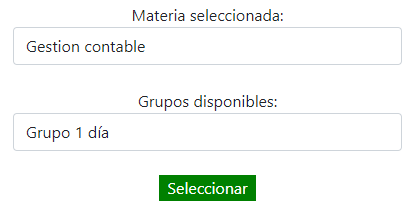 Materia seleccionada:
Gestion contable
Grupos disponibles:
Grupo 1 día
Seleccionar